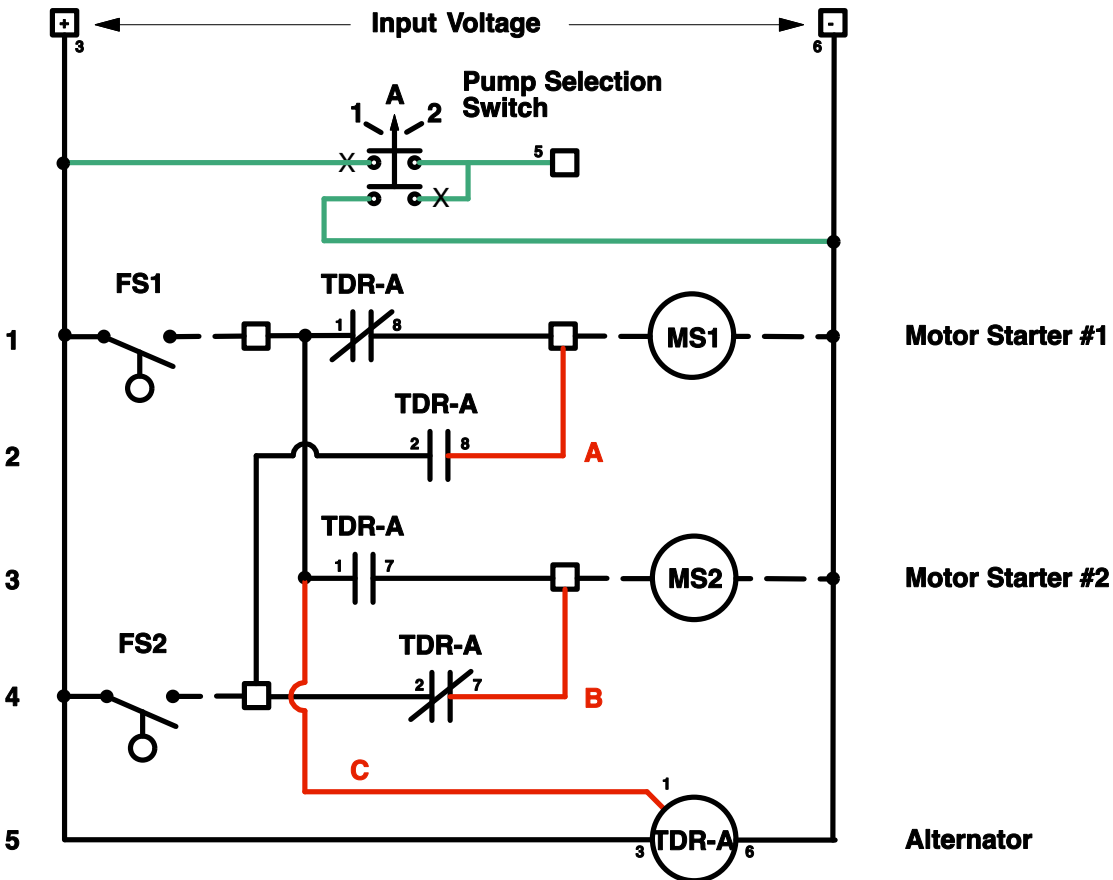 + Input Voltage -
3 6
Pump Selection
Switch
A
1 2
X 5
X
FS1 TDR-A
1 1 8 MS1 Motor Starter #1
TDR-A
2 2 8 A
TDR-A
3 1 7 MS2 Motor Starter #2
FS2 TDR-A
4 2 7 B
C
1
5 3 TDR-A 6 Alternator